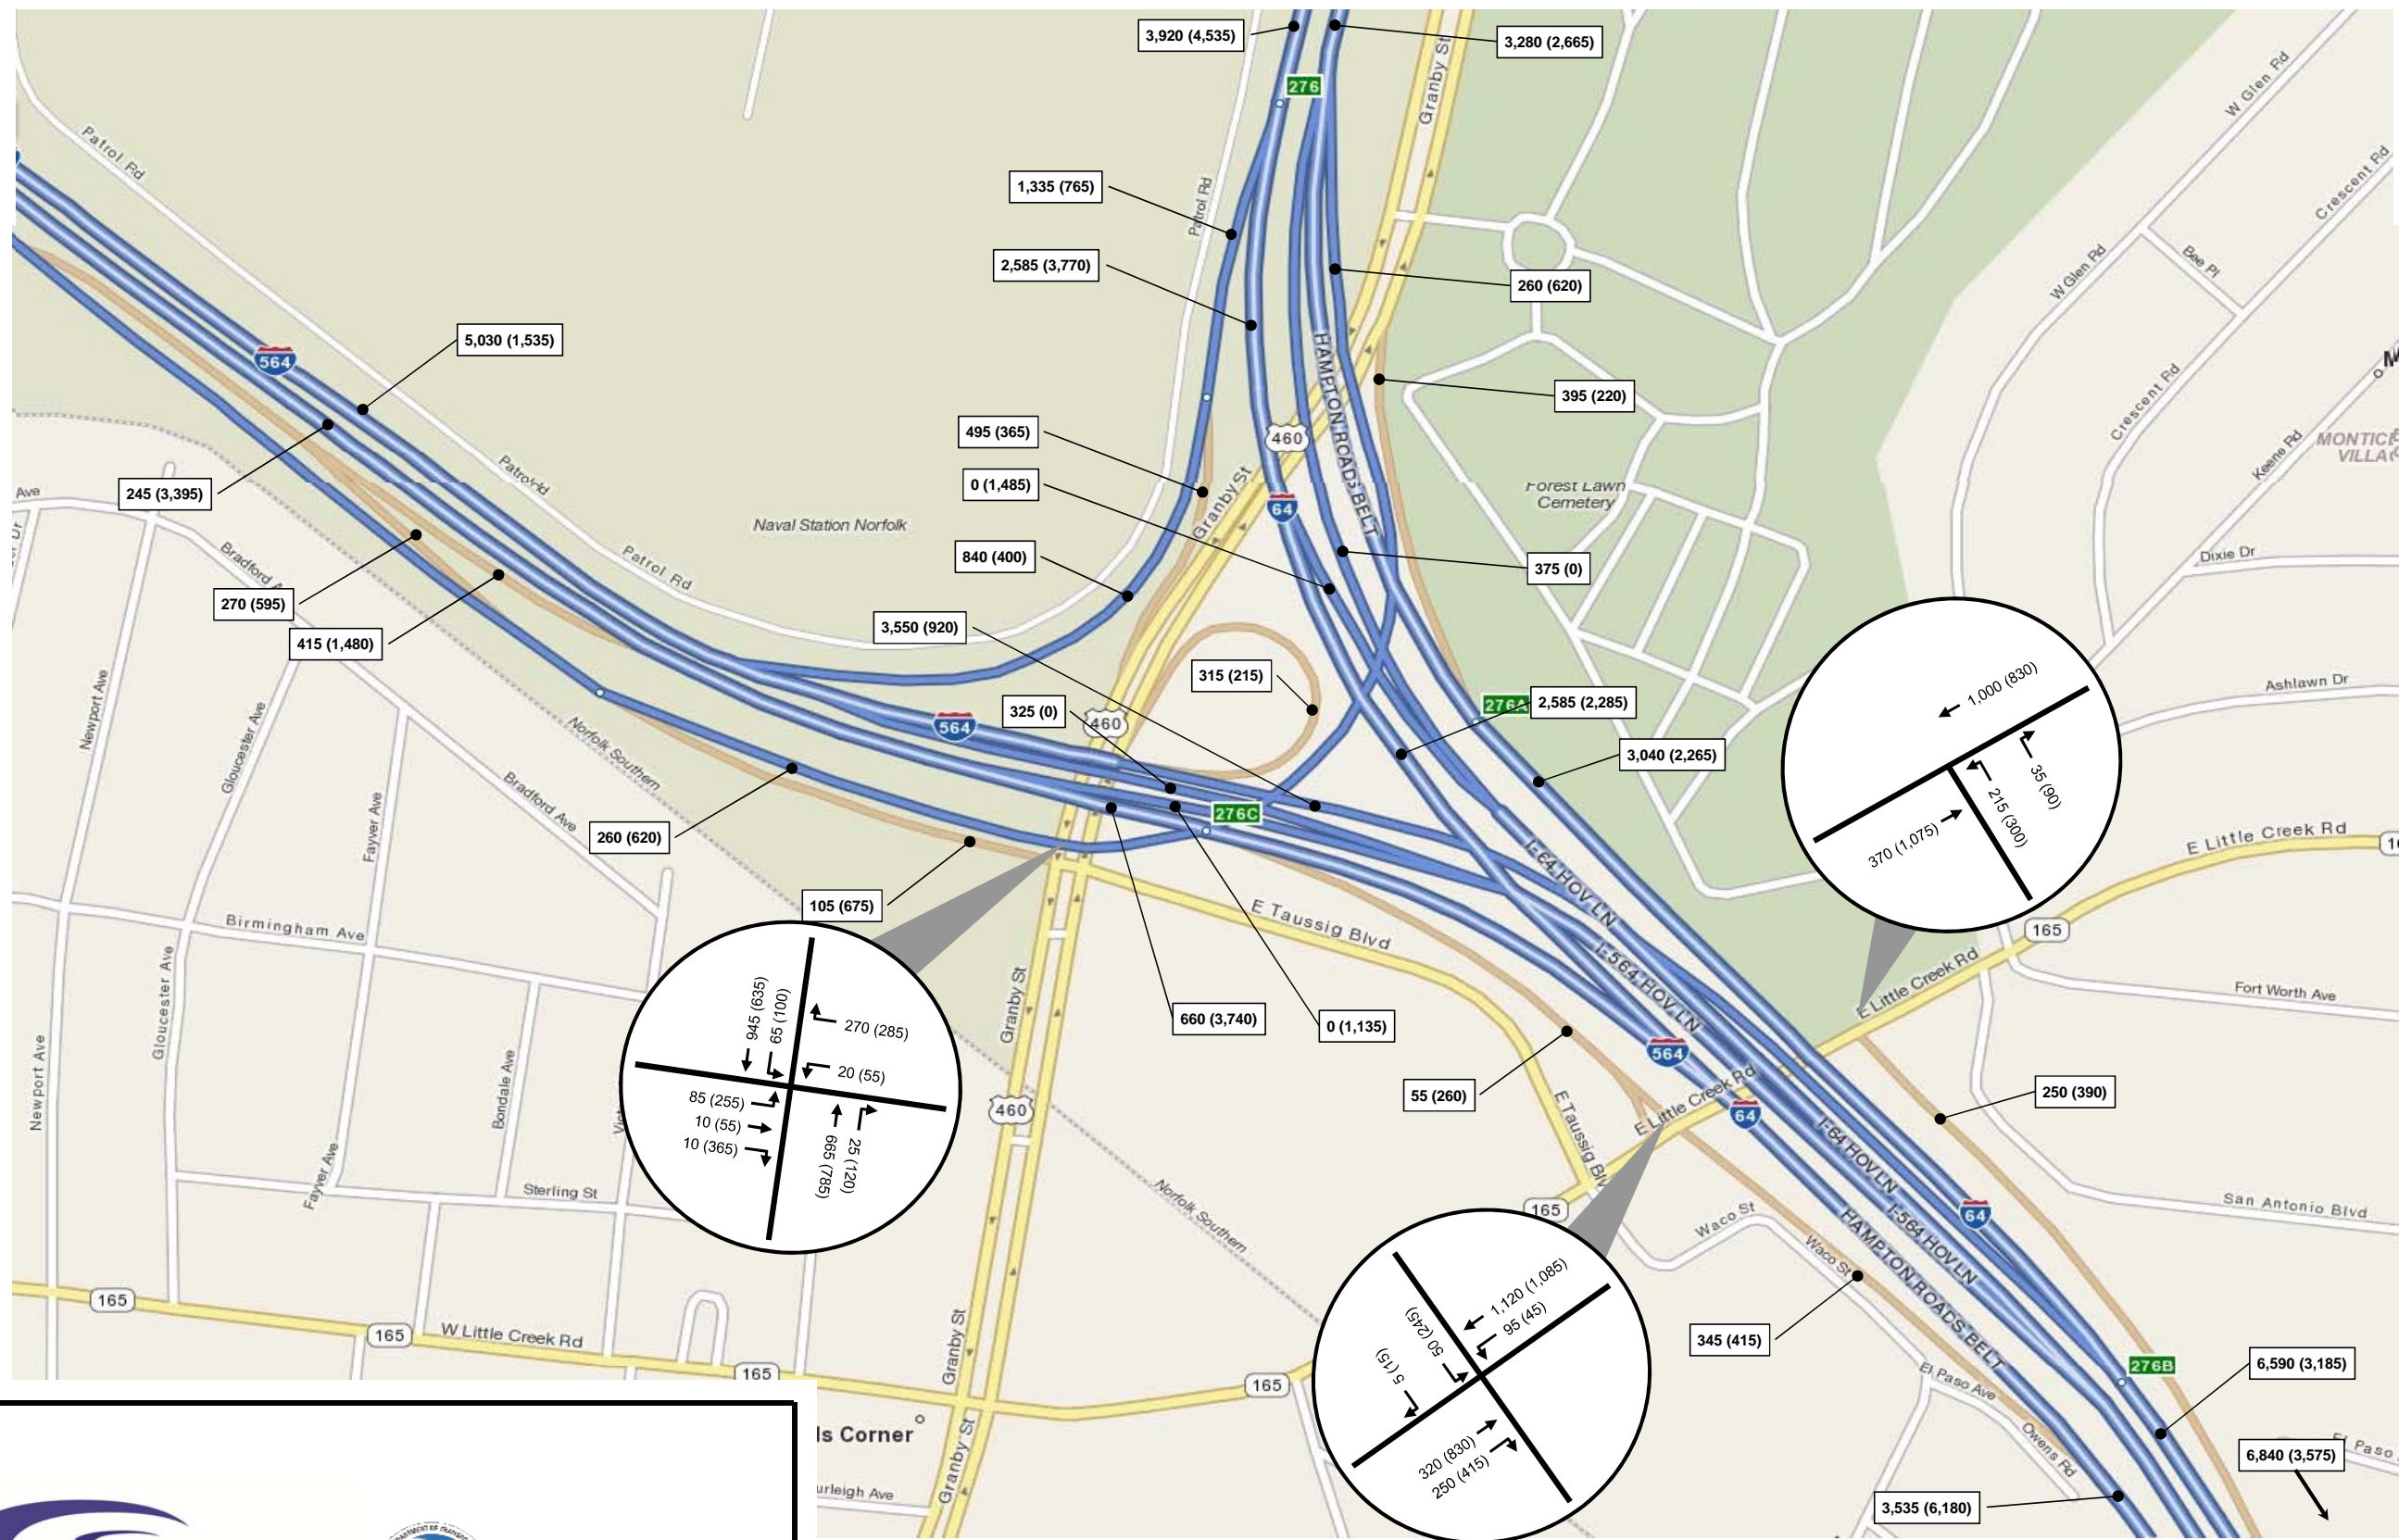 3,920 (4,535)
3,280 (2,665)
276
Granby St
W Glen Rd
Patrol Rd
Crescent Rd
1,335 (765)
Patrol Rd
2,585 (3,770)
260 (620)
W Glen Rd
Bee Pl
5,030 (1,535)
564
HAMPTON ROADS BELT
395 (220)
Crescent Rd
495 (365)
460
245 (3,395)
Ave
0 (1,485)
Granby St
Forest Lawn
Cemetery
Keene Rd
Naval Station Norfolk
64
840 (400)
375 (0)
Dixie Dr
Patrol Rd
Bradford
270 (595)
415 (1,480)
3,550 (920)
315 (215)
325 (0)
460
564
276A
2,585 (2,285)
3,040 (2,265)
Ashlawn Dr
1,000 (830)
35 (90)
215 (300)
370 (1,075)
Newport Ave
Gloucester Ave
Norfolk Southern
Fayver Ave
Bradford Ave
260 (620)
276C
105 (675)
E Little Creek Rd
I-64 HOV LN
E Taussig Blvd
Birmingham Ave
165
I-564 HOV LN
E Little Creek Rd
Fort Worth Ave
Gloucester Ave
Newport Ave
Bondale Ave
Fayver Ave
Granby St
945 (635)
65 (100)
270 (285)
20 (55)
85 (255)
10 (55)
10 (365)
665 (785)
25 (120)
660 (3,740)
0 (1,135)
564
55 (260)
E Little Creek Rd
64
250 (390)
460
E Taussig Blv
I-64 HOV LN
Sterling St
165
Norfolk Southern
Waco St
Waco St
I-564 HOV LN
64
San Antonio Blvd
HAMPTON ROADS BELT
1,120 (1,085)
95 (45)
50 (245)
5 (15)
320 (830)
250 (415)
345 (415)
165
165
W Little Creek Rd
165
165
Granby St
276B
6,590 (3,185)
El Paso Ave
ls Corner
Granby St
Owens Rd
El Paso
6,840 (3,575)
urleigh Ave
3,535 (6,180)